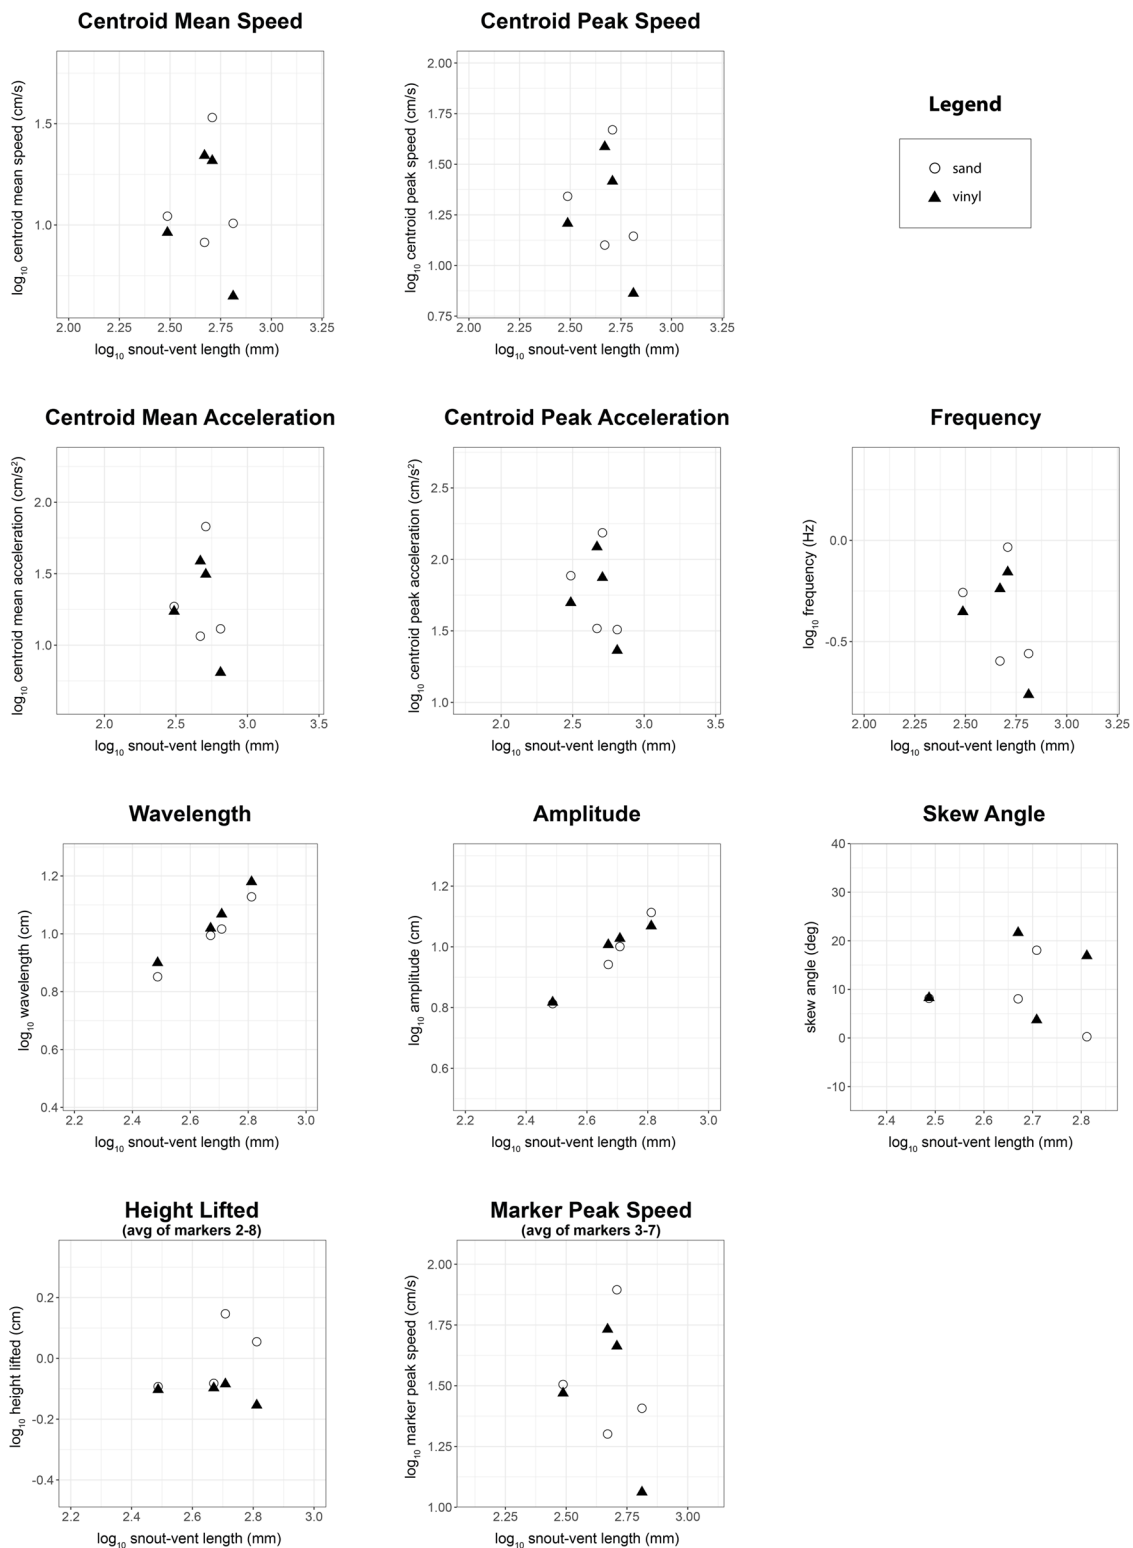 Centroid Mean Speed
log10 centroid mean speed (cm/s)
1.5
1.0
2.00 2.25 2.50 2.75 3.00 3.25
log10 snout-vent length (mm)
Centroid Peak Speed
log10 centroid peak speed (cm/s)
2.00
1.75
1.50
1.25
1.00
0.75
2.00 2.25 2.50 2.75 3.00 3.25
log10 snout-vent length (mm)
Legend
sand
vinyl
Centroid Mean Acceleration
log10 centroid mean acceleration (cm/s²)
2.0
1.5
1.0
2.0 2.5 3.0 3.5
log10 snout-vent length (mm)
Centroid Peak Acceleration
log10 centroid peak acceleration (cm/s²)
2.5
2.0
1.5
1.0
2.0 2.5 3.0 3.5
log10 snout-vent length (mm)
Frequency
log10 frequency (Hz)
0.0
-0.5
2.00 2.25 2.50 2.75 3.00 3.25
log10 snout-vent length (mm)
Wavelength
log10 wavelength (cm)
1.2
1.0
0.8
0.6
0.4
2.2 2.4 2.6 2.8 3.0
log10 snout-vent length (mm)
Amplitude
log10 amplitude (cm)
1.2
1.0
0.8
0.6
2.2 2.4 2.6 2.8 3.0
log10 snout-vent length (mm)
Skew Angle
skew angle (deg)
40
30
20
10
0
-10
2.4 2.5 2.6 2.7 2.8
log10 snout-vent length (mm)
Height Lifted
(avg of markers 2-8)
log10 height lifted (cm)
0.2
0.0
-0.2
-0.4
2.2 2.4 2.6 2.8 3.0
log10 snout-vent length (mm)
Marker Peak Speed
(avg of markers 3-7)
log10 marker peak speed (cm/s)
2.00
1.75
1.50
1.25
1.00
2.25 2.50 2.75 3.00
log10 snout-vent length (mm)